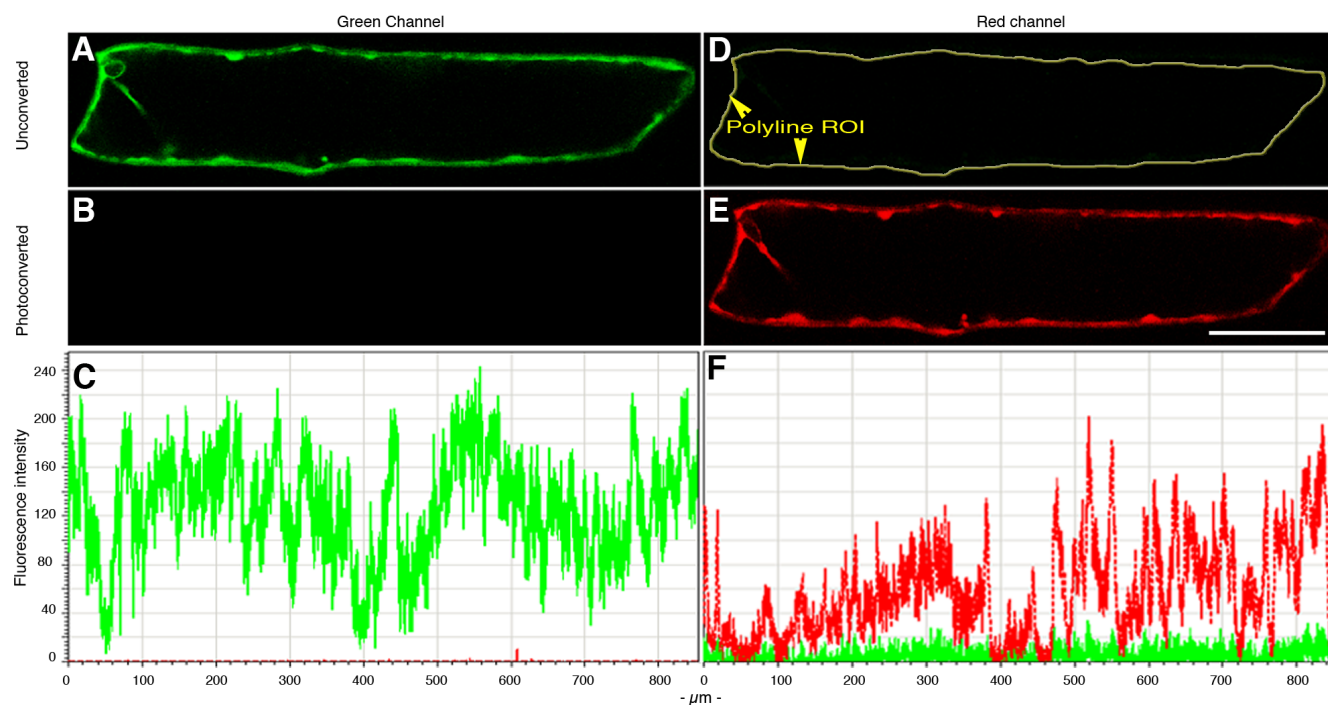 Green Channel
Red channel
Unconverted
A
D
Polyline ROI
Photoconverted
B
E
Fluorescence intensity
C
F
240
200
160
120
80
40
0
0 100 200 300 400 500 600 700 800
0 100 200 300 400 500 600 700 800
- µm -